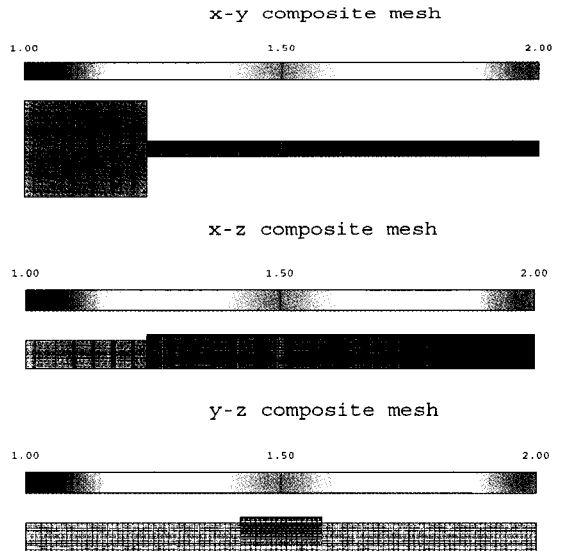 x-y composite mesh
1.00 1.50 2.00
x-z composite mesh
1.00 1.50 2.00
y-z composite mesh
1.00 1.50 2.00